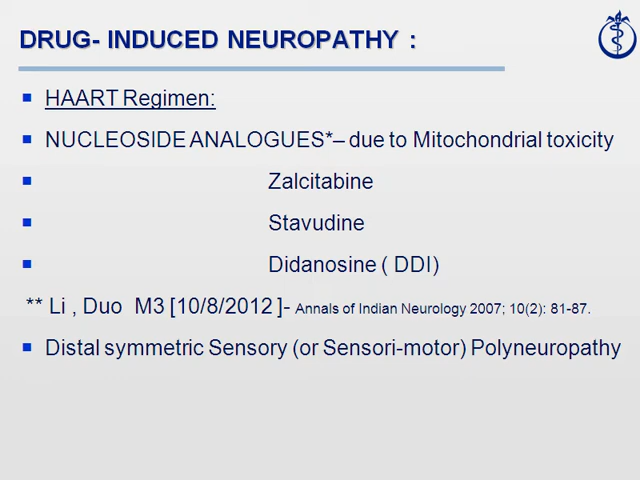 DRUG- INDUCED NEUROPATHY :
HAART Regimen:
NUCLEOSIDE ANALOGUES*– due to Mitochondrial toxicity
Zalcitabine
Stavudine
Didanosine ( DDI)
** Li , Duo M3 [10/8/2012 ]- Annals of Indian Neurology 2007; 10(2): 81-87.
Distal symmetric Sensory (or Sensori-motor) Polyneuropathy